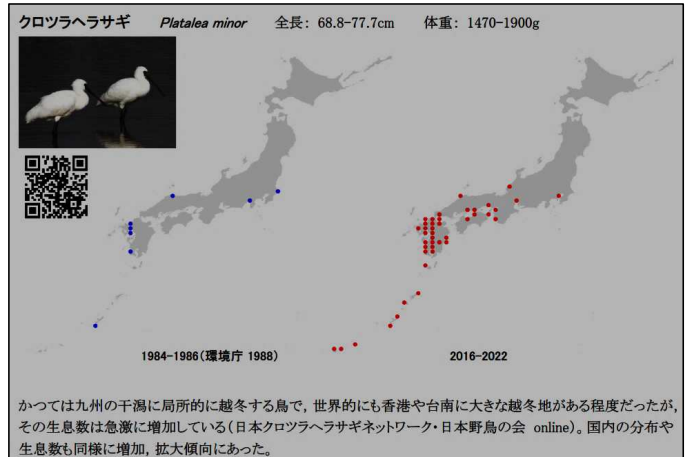 クロツラヘラサギ Platalea minor 全長: 68.8-77.7cm 体重: 1470-1900g
1984-1986(環境庁 1988)
2016-2022
かつては九州の干潟に局所的に越冬する鳥で, 世界的にも香港や台南に大きな越冬地がある程度だったが,
その生息数は急激に増加している(日本クロツラヘラサギネットワーク・日本野鳥の会 online)。国内の分布や
生息数も同様に増加, 拡大傾向にあった。